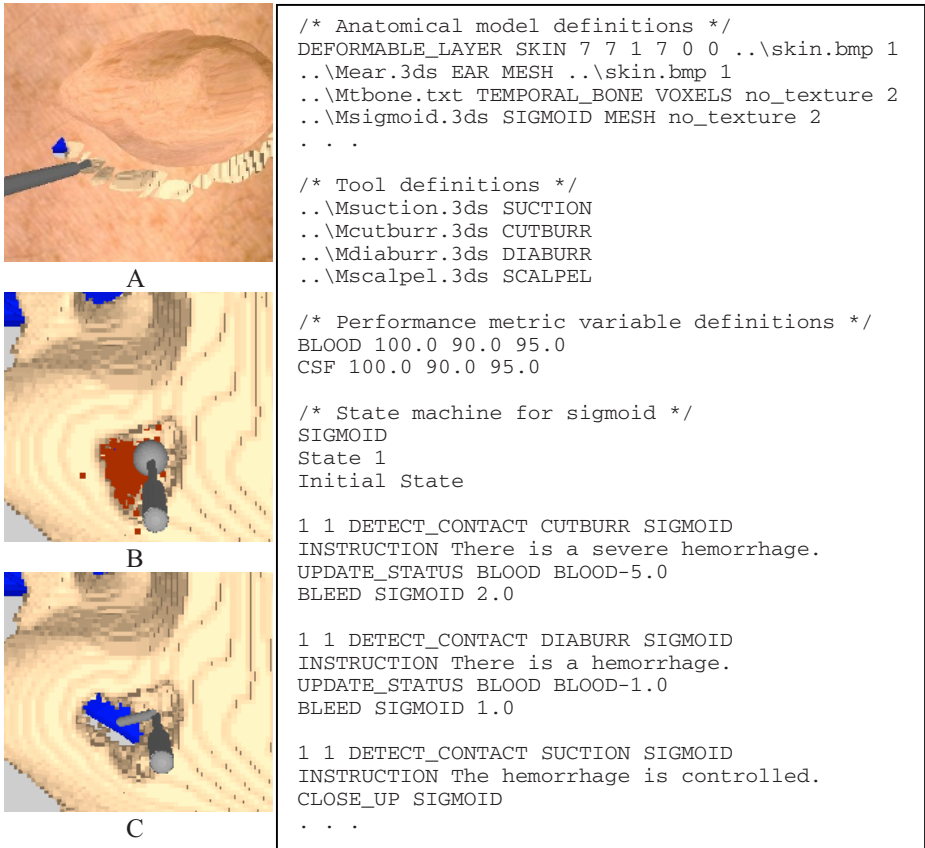 A
B
C
/* Anatomical model definitions */
DEFORMABLE_LAYER SKIN 7 7 1 7 0 0 ..\skin.bmp 1
..\Mear.3ds EAR MESH ..\skin.bmp 1
..\Mtbone.txt TEMPORAL_BONE VOXELS no_texture 2
..\Msigmoid.3ds SIGMOID MESH no_texture 2
. . .
/* Tool definitions */
..\Msuction.3ds SUCTION
..\Mcutburr.3ds CUTBURR
..\Mdiaburr.3ds DIABURR
..\Mscalpel.3ds SCALPEL
/* Performance metric variable definitions */
BLOOD 100.0 90.0 95.0
CSF 100.0 90.0 95.0
/* State machine for sigmoid */
SIGMOID
State 1
Initial State
1 1 DETECT_CONTACT CUTBURR SIGMOID
INSTRUCTION There is a severe hemorrhage.
UPDATE_STATUS BLOOD BLOOD-5.0
BLEED SIGMOID 2.0
1 1 DETECT_CONTACT DIABURR SIGMOID
INSTRUCTION There is a hemorrhage.
UPDATE_STATUS BLOOD BLOOD-1.0
BLEED SIGMOID 1.0
1 1 DETECT_CONTACT SUCTION SIGMOID
INSTRUCTION The hemorrhage is controlled.
CLOSE_UP SIGMOID
. . .